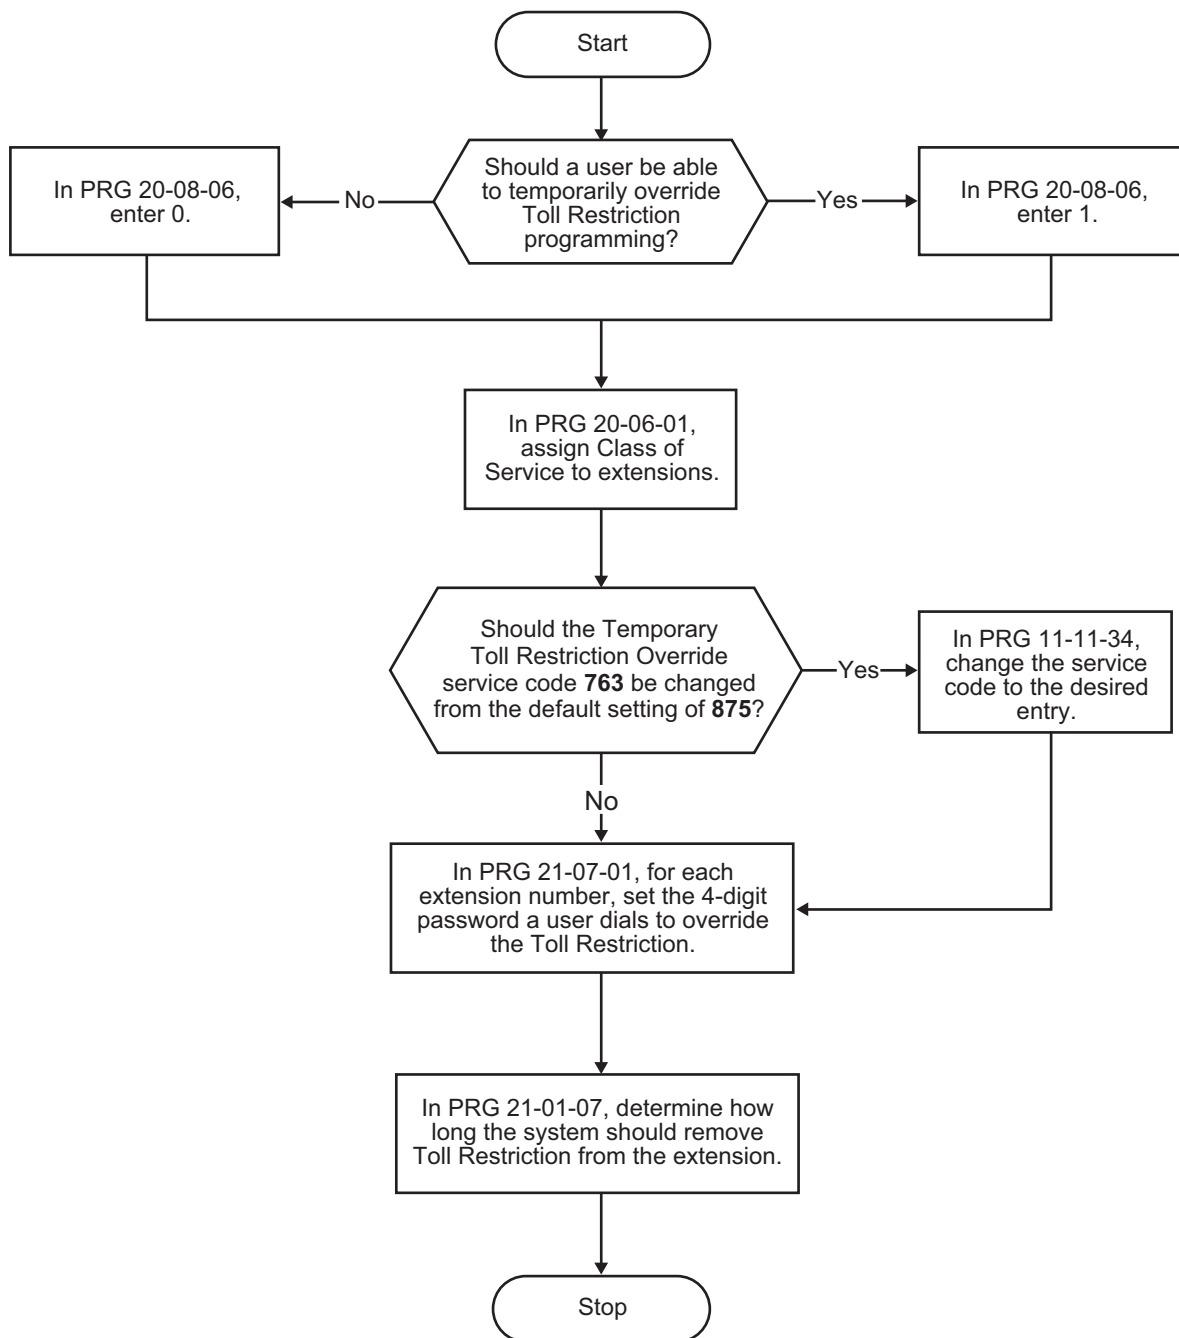 Start
Should a user be able
to temporarily override
Toll Restriction
programming?
No
Yes
In PRG 20-08-06,
enter 0.
In PRG 20-08-06,
enter 1.
In PRG 20-06-01,
assign Class of
Service to extensions.
Should the Temporary
Toll Restriction Override
service code 763 be changed
from the default setting of 875?
Yes
In PRG 11-11-34,
change the service
code to the desired
entry.
No
In PRG 21-07-01, for each
extension number, set the 4-digit
password a user dials to override
the Toll Restriction.
In PRG 21-01-07, determine how
long the system should remove
Toll Restriction from the extension.
Stop